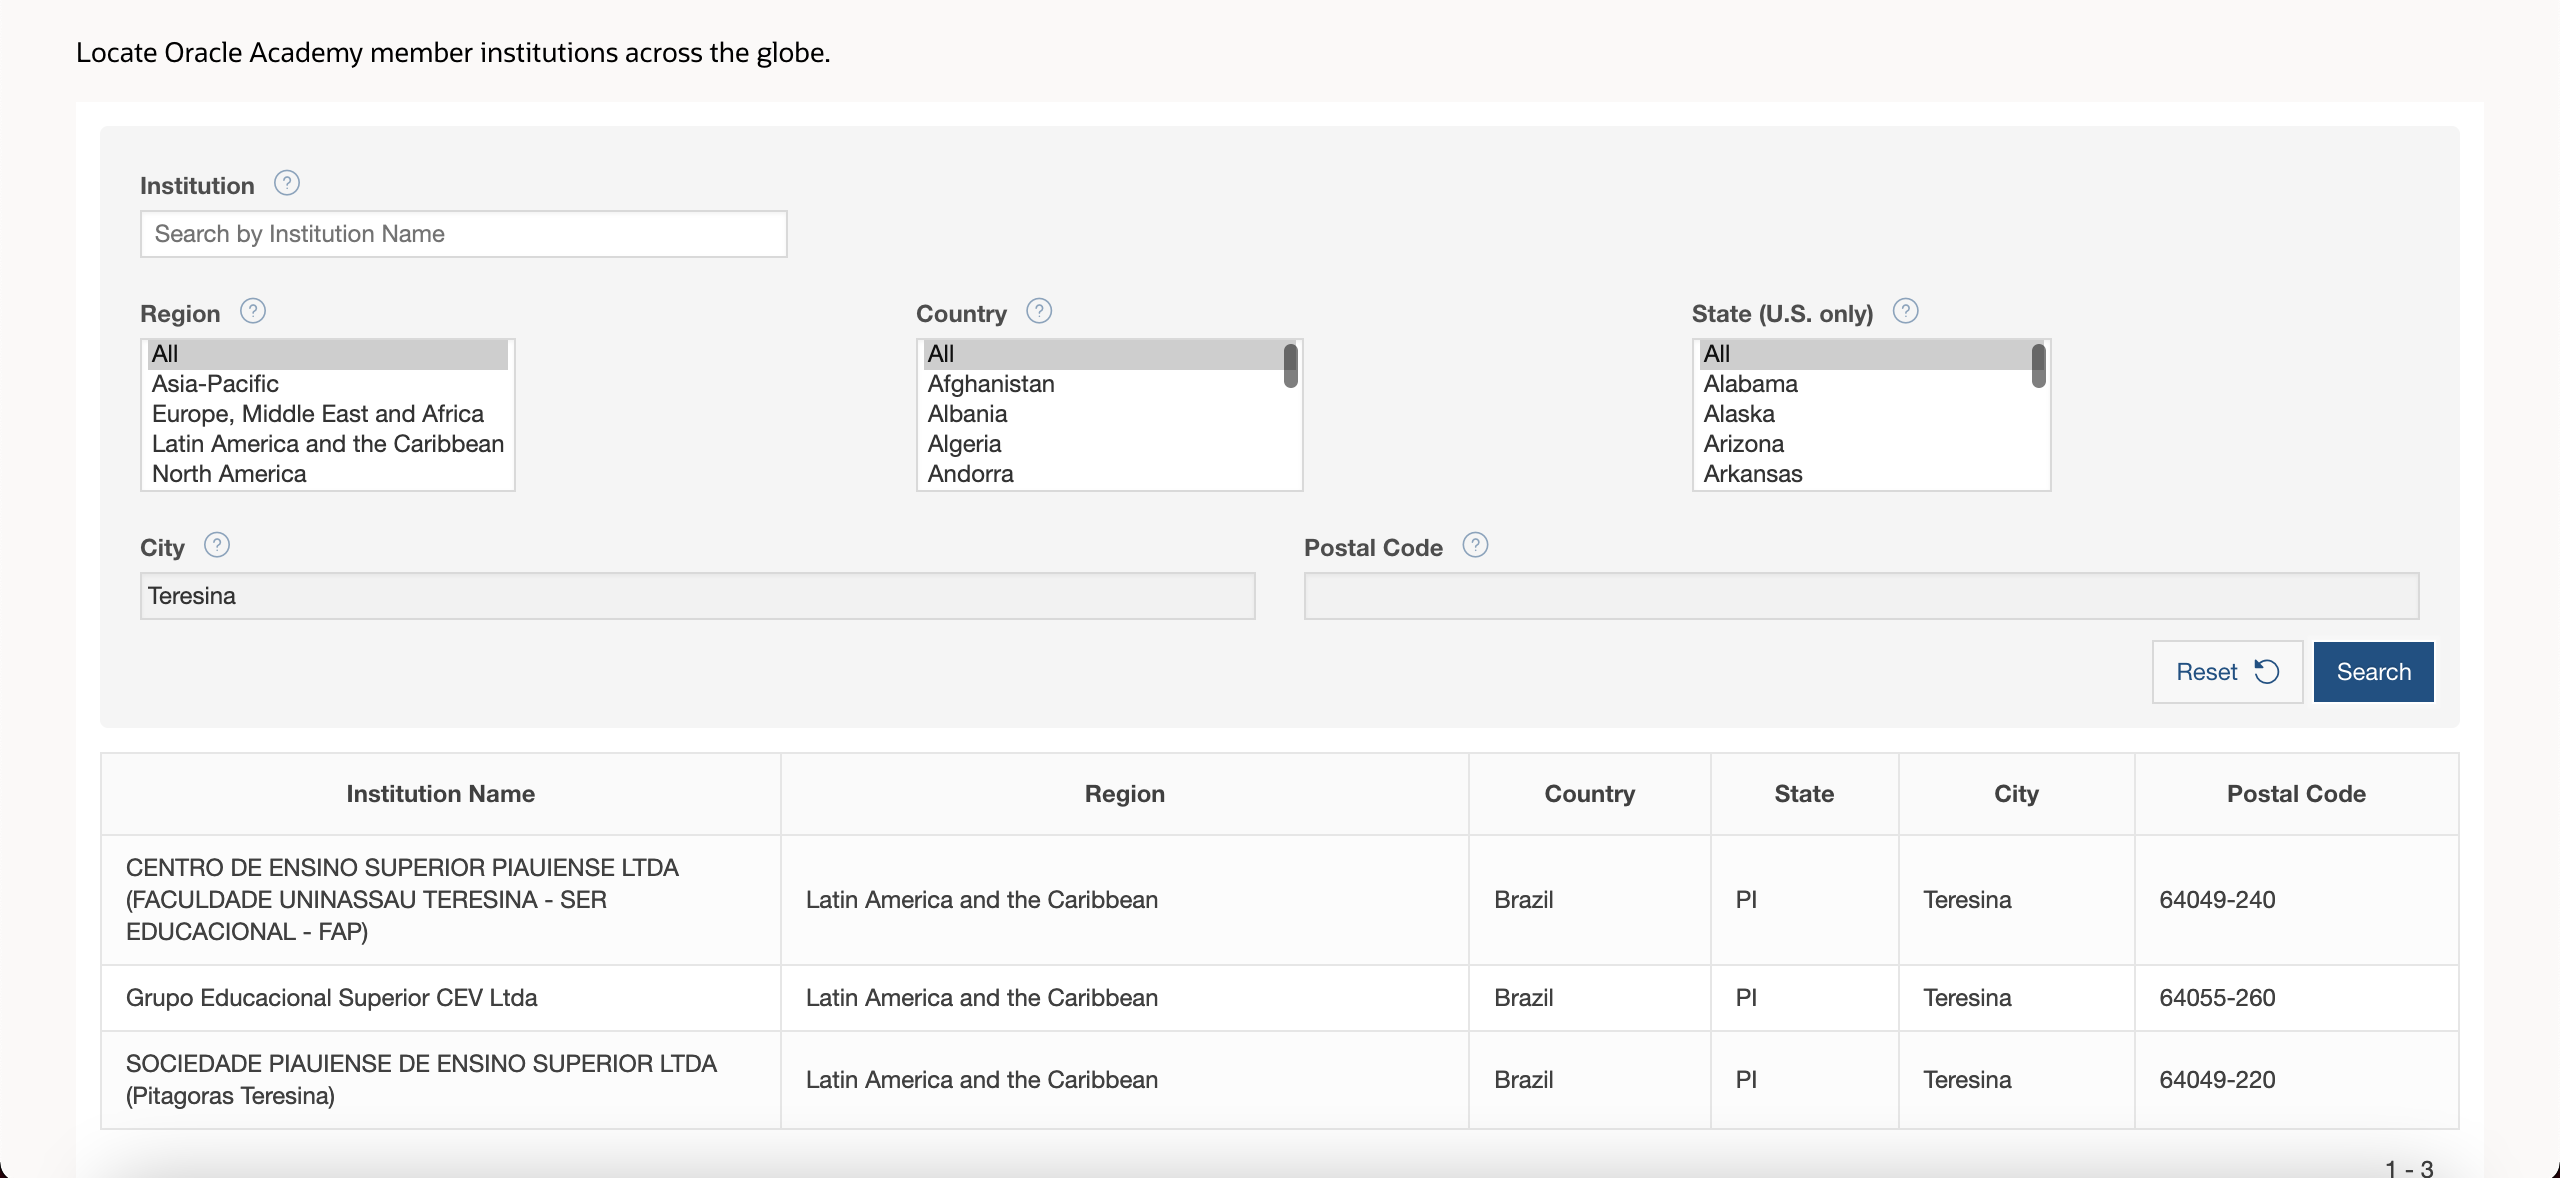 Locate Oracle Academy member institutions across the globe.
Institution ?
Search by Institution Name
Region ?
All
Asia-Pacific
Europe, Middle East and Africa
Latin America and the Caribbean
North America
Country ?
All
Afghanistan
Albania
Algeria
Andorra
State (U.S. only) ?
All
Alabama
Alaska
Arizona
Arkansas
City ?
Teresina
Postal Code ?
Reset
Search
Institution Name Region Country State City Postal Code
CENTRO DE ENSINO SUPERIOR PIAUIENSE LTDA
(FACULDADE UNINASSAU TERESINA - SER
EDUCACIONAL - FAP)
Latin America and the Caribbean Brazil PI Teresina 64049-240
Grupo Educacional Superior CEV Ltda Latin America and the Caribbean Brazil PI Teresina 64055-260
SOCIEDADE PIAUIENSE DE ENSINO SUPERIOR LTDA
(Pitagoras Teresina)
Latin America and the Caribbean Brazil PI Teresina 64049-220
1 - 3